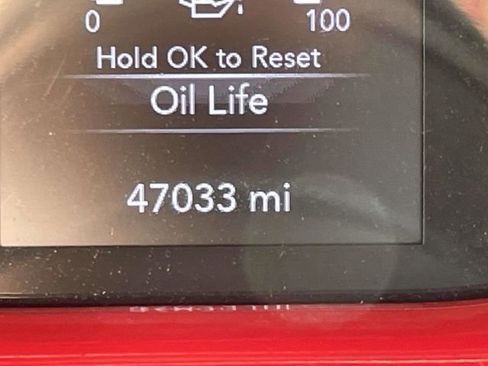 0 100
Hold OK to Reset
Oil Life
47033 mi